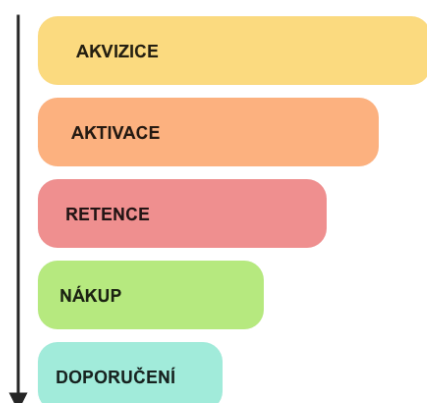 AKVIZICE
AKTIVACE
RETENCE
NÁKUP
DOPORUČENÍ